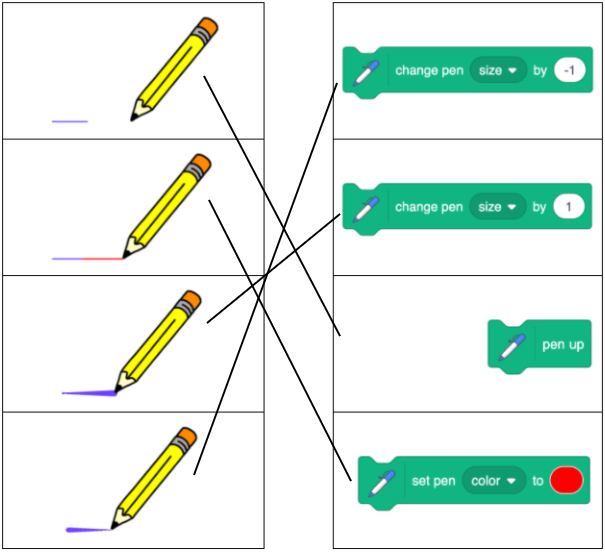 change pen size by -1
change pen size by 1
pen up
set pen color to